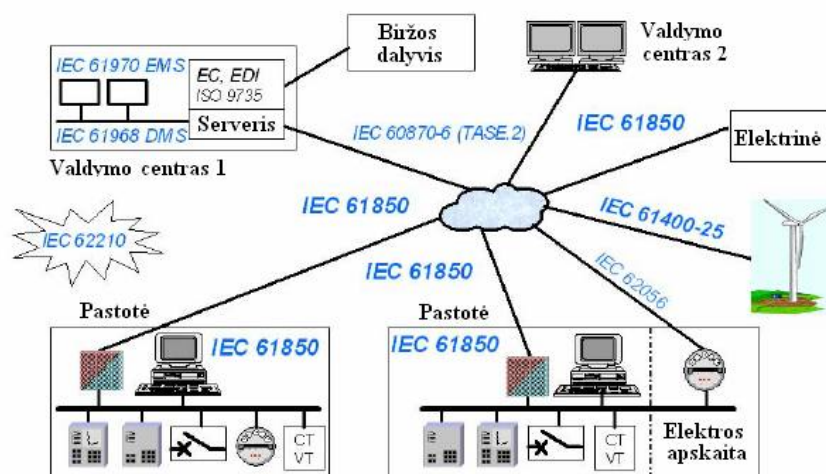 Biržos
dalyvis
Valdymo
centras 2
IEC 61970 EMS
EC, EDI
ISO 9735
IEC 61968 DMS
Serveris
Valdymo centras 1
IEC 60870-6 (TASE.2)
IEC 61850
Elektrinė
IEC 61850
IEC 61400-25
IEC 62210
IEC 61850
IEC 62056
Pastotė
IEC 61850
CT
VT
Pastotė
IEC 61850
CT
VT
Elektros
apskaita